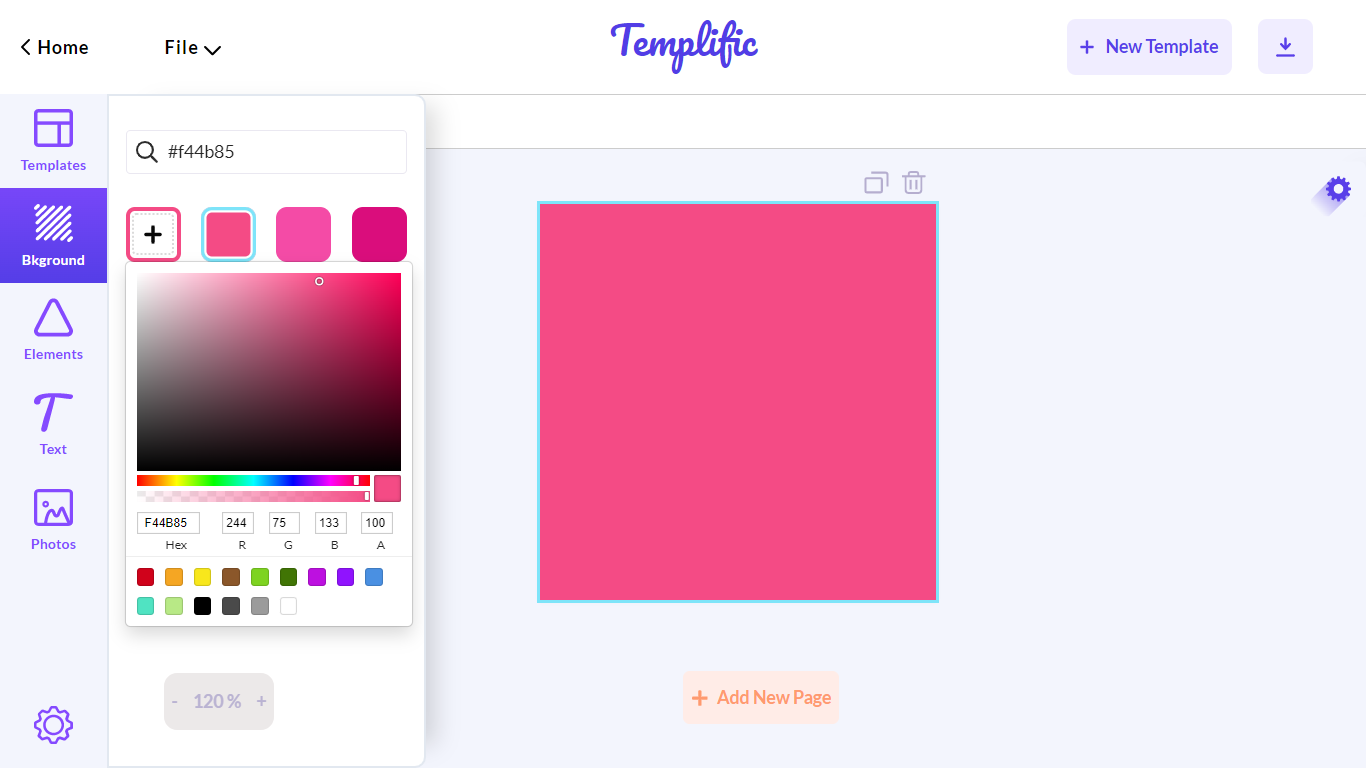 Home
File
Templific
+ New Template
Templates
Bkground
Elements
Text
Photos
#f44b85
+
F44B85 244 75 133 100
Hex R G B A
- 120 % +
+ Add New Page